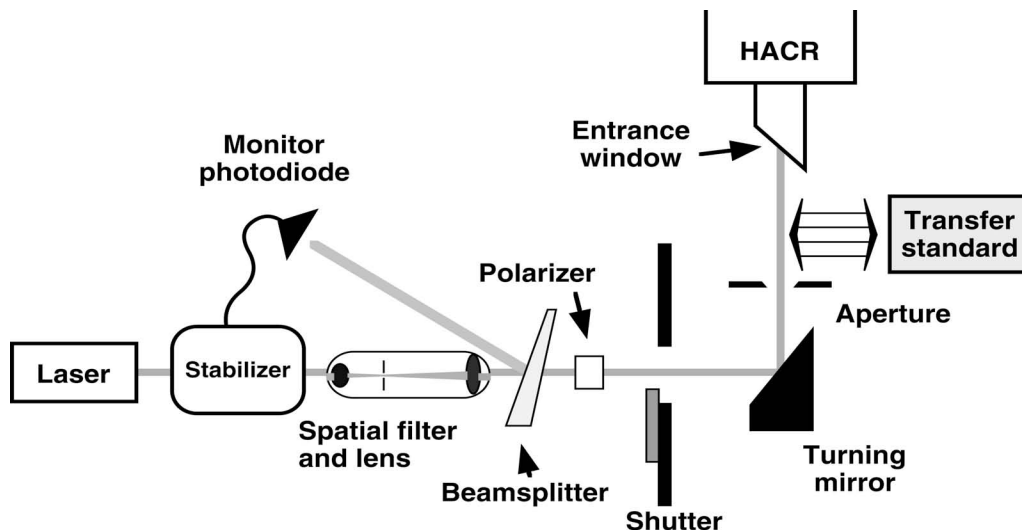 HACR
Entrance
window
Monitor
photodiode
Transfer
standard
Polarizer
Aperture
Laser
Stabilizer
Spatial filter
and lens
Beamsplitter
Turning
mirror
Shutter